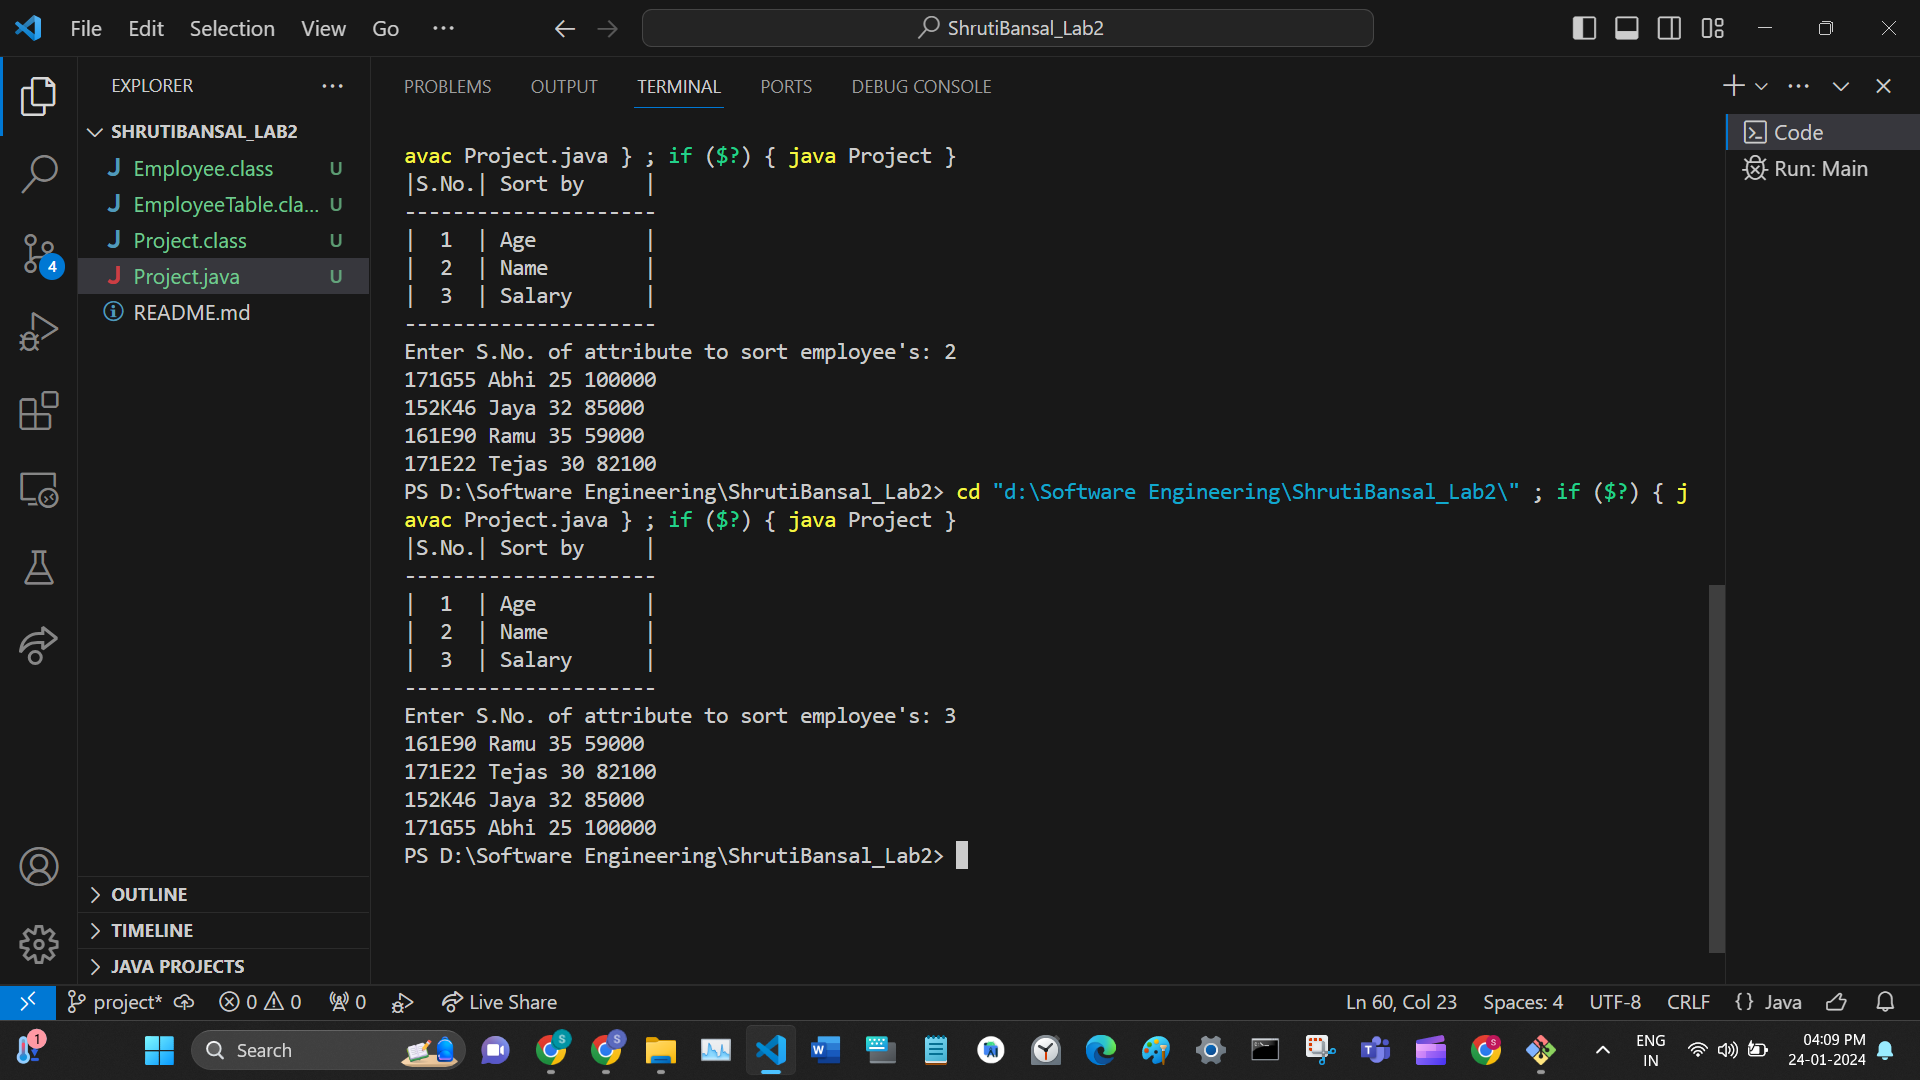 File Edit Selection View Go ... ShrutiBansal_Lab2
EXPLORER ...
SHRUTIBANSAL_LAB2
J Employee.class U
J EmployeeTable.cla... U
J Project.class U
J Project.java U
README.md
4
OUTLINE
TIMELINE
JAVA PROJECTS
PROBLEMS OUTPUT TERMINAL PORTS DEBUG CONSOLE
avac Project.java } ; if ($?) { java Project }
|S.No.| Sort by     |
---------------------
|  1  | Age         |
|  2  | Name        |
|  3  | Salary      |
---------------------
Enter S.No. of attribute to sort employee's: 2
171G55 Abhi 25 100000
152K46 Jaya 32 85000
161E90 Ramu 35 59000
171E22 Tejas 30 82100
PS D:\Software Engineering\ShrutiBansal_Lab2> cd "d:\Software Engineering\ShrutiBansal_Lab2\" ; if ($?) { j
avac Project.java } ; if ($?) { java Project }
|S.No.| Sort by     |
---------------------
|  1  | Age         |
|  2  | Name        |
|  3  | Salary      |
---------------------
Enter S.No. of attribute to sort employee's: 3
161E90 Ramu 35 59000
171E22 Tejas 30 82100
152K46 Jaya 32 85000
171G55 Abhi 25 100000
PS D:\Software Engineering\ShrutiBansal_Lab2>
Code
Run: Main
project* 0 0 0 Live Share Ln 60, Col 23 Spaces: 4 UTF-8 CRLF {} Java
1 Search S S S ENG 04:09 PM
IN 24-01-2024